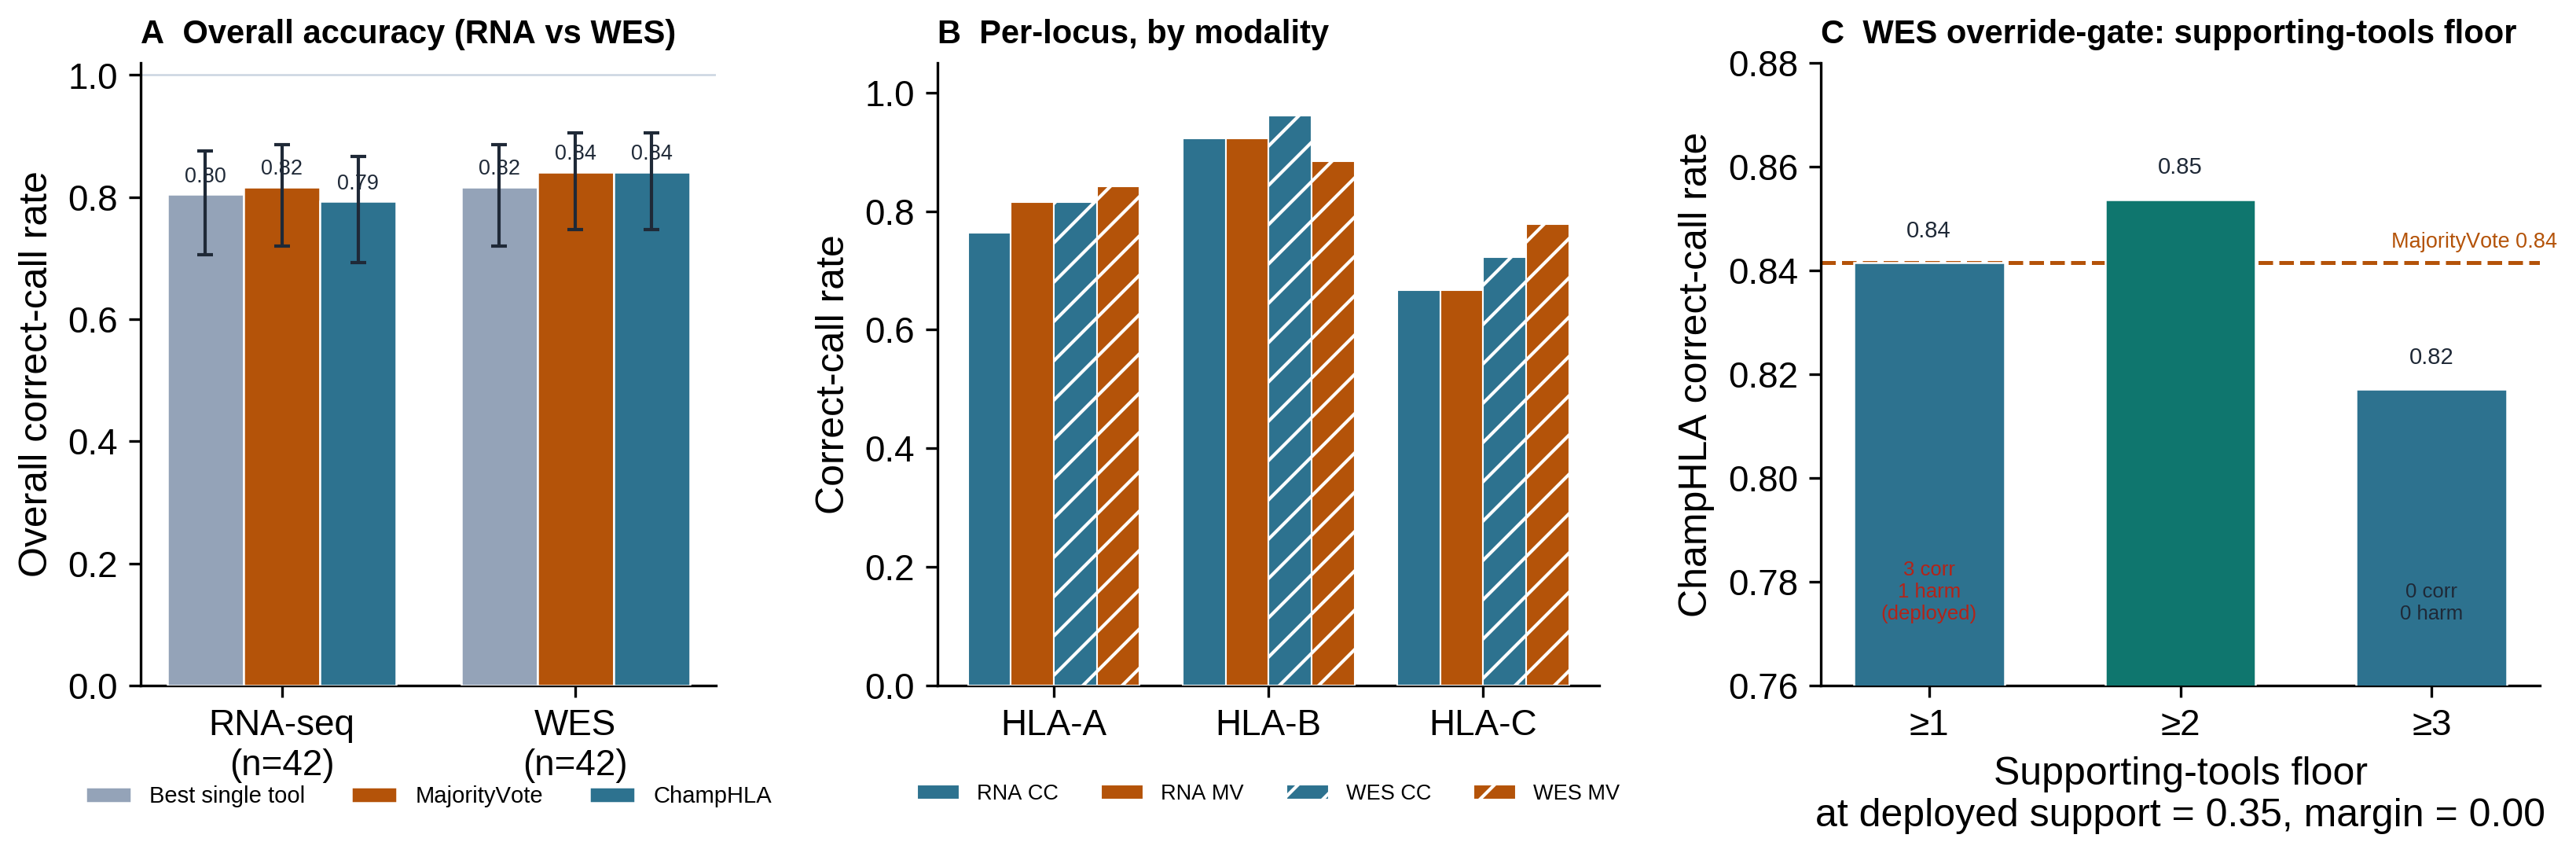 A  Overall accuracy (RNA vs WES)
Overall correct-call rate
1.0
0.8
0.6
0.4
0.2
0.0
0.80
0.82
0.79
0.82
0.84
0.84
RNA-seq
(n=42)
WES
(n=42)
Best single tool
MajorityVote
ChampHLA
B  Per-locus, by modality
Correct-call rate
1.0
0.8
0.6
0.4
0.2
0.0
HLA-A
HLA-B
HLA-C
RNA CC
RNA MV
WES CC
WES MV
C  WES override-gate: supporting-tools floor
ChampHLA correct-call rate
0.88
0.86
0.84
0.82
0.80
0.78
0.76
0.84
0.85
0.82
MajorityVote 0.84
3 corr
1 harm
(deployed)
0 corr
0 harm
≥1
≥2
≥3
Supporting-tools floor
at deployed support = 0.35, margin = 0.00